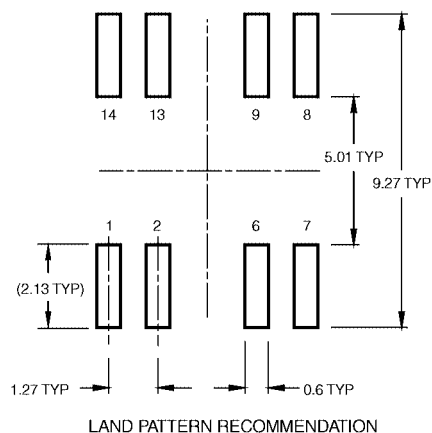 14 13 9 8
5.01 TYP
9.27 TYP
1 2 6 7
(2.13 TYP)
1.27 TYP 0.6 TYP
LAND PATTERN RECOMMENDATION